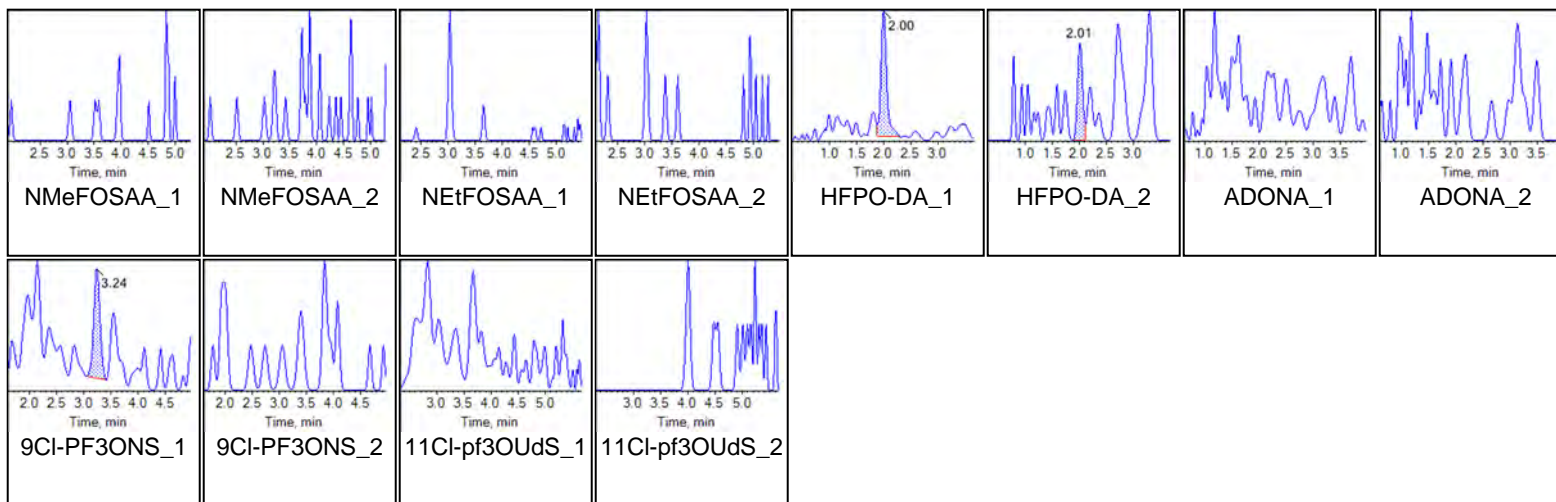 2.00
2.01
2.5 3.0 3.5 4.0 4.5 5.0
2.5 3.0 3.5 4.0 4.5 5.0
2.5 3.0 3.5 4.0 4.5 5.0
2.5 3.0 3.5 4.0 4.5 5.0
1.0 1.5 2.0 2.5 3.0
1.0 1.5 2.0 2.5 3.0
1.0 1.5 2.0 2.5 3.0 3.5
1.0 1.5 2.0 2.5 3.0 3.5
Time, min
Time, min
Time, min
Time, min
Time, min
Time, min
Time, min
Time, min
NMeFOSAA_1
NMeFOSAA_2
NEtFOSAA_1
NEtFOSAA_2
HFPO-DA_1
HFPO-DA_2
ADONA_1
ADONA_2
3.24
2.0 2.5 3.0 3.5 4.0 4.5
2.0 2.5 3.0 3.5 4.0 4.5
3.0 3.5 4.0 4.5 5.0
3.0 3.5 4.0 4.5 5.0
Time, min
Time, min
Time, min
Time, min
9Cl-PF3ONS_1
9Cl-PF3ONS_2
11Cl-pf3OUdS_1
11Cl-pf3OUdS_2